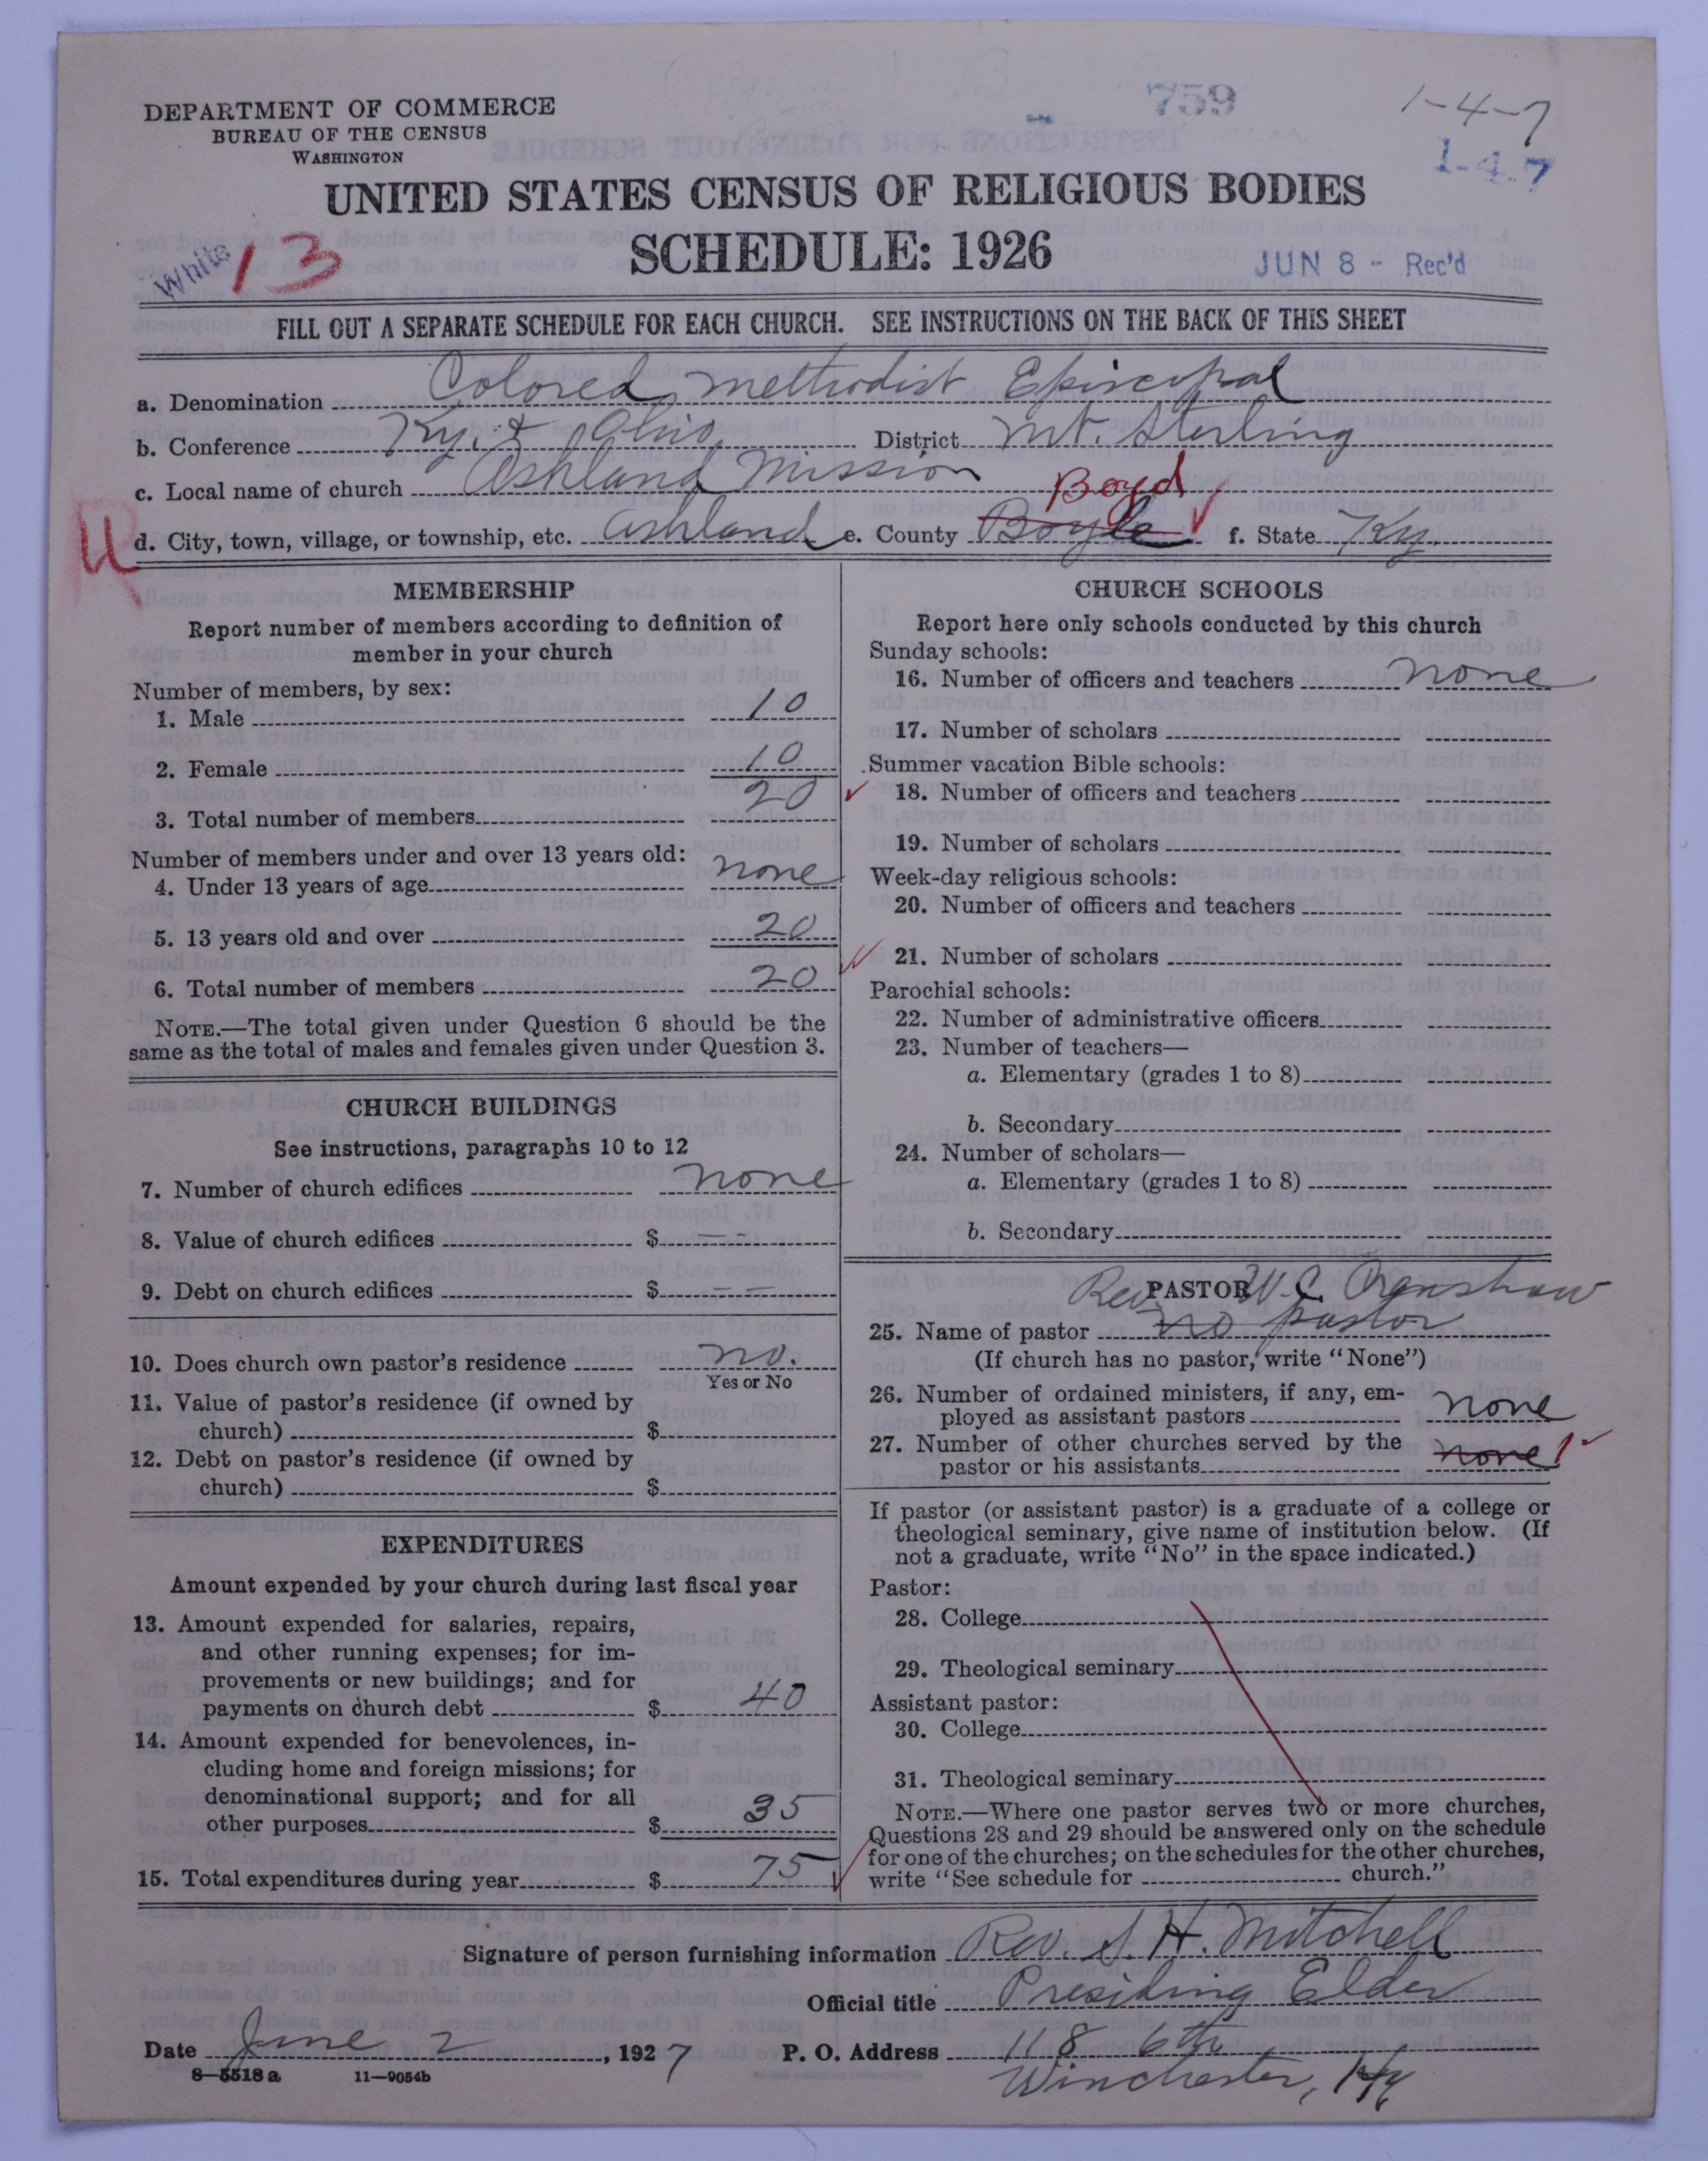 DEPARTMENT OF COMMERCE
BUREAU OF THE CENSUS
WASHINGTON
759
1-4-7
1-4-7
UNITED STATES CENSUS OF RELIGIOUS BODIES
SCHEDULE: 1926
White
13
JUN 8 - Rec'd
FILL OUT A SEPARATE SCHEDULE FOR EACH CHURCH. SEE INSTRUCTIONS ON THE BACK OF THIS SHEET
a. Denomination Colored Methodist Episcopal
b. Conference Ky. & Ohio District Mt. Sterling
c. Local name of church Ashland Mission
Boyd
d. City, town, village, or township, etc. Ashland e. County Boyle f. State Ky.
MEMBERSHIP
Report number of members according to definition of
member in your church
Number of members, by sex:
1. Male 10
2. Female 10
3. Total number of members 20
Number of members under and over 13 years old:
4. Under 13 years of age none
5. 13 years old and over 20
6. Total number of members 20
NOTE.—The total given under Question 6 should be the
same as the total of males and females given under Question 3.
CHURCH BUILDINGS
See instructions, paragraphs 10 to 12
7. Number of church edifices none
8. Value of church edifices $ - -
9. Debt on church edifices $ - -
10. Does church own pastor's residence no.
Yes or No
11. Value of pastor's residence (if owned by
church) $
12. Debt on pastor's residence (if owned by
church) $
EXPENDITURES
Amount expended by your church during last fiscal year
13. Amount expended for salaries, repairs,
and other running expenses; for im-
provements or new buildings; and for
payments on church debt $ 40
14. Amount expended for benevolences, in-
cluding home and foreign missions; for
denominational support; and for all
other purposes $ 35
15. Total expenditures during year $ 75
CHURCH SCHOOLS
Report here only schools conducted by this church
Sunday schools:
16. Number of officers and teachers none
17. Number of scholars
Summer vacation Bible schools:
18. Number of officers and teachers
19. Number of scholars
Week-day religious schools:
20. Number of officers and teachers
21. Number of scholars
Parochial schools:
22. Number of administrative officers
23. Number of teachers—
a. Elementary (grades 1 to 8)
b. Secondary
24. Number of scholars—
a. Elementary (grades 1 to 8)
b. Secondary
PASTOR
Rev. W. C.
25. Name of pastor no pastor
(If church has no pastor, write "None")
26. Number of ordained ministers, if any, em-
ployed as assistant pastors none
27. Number of other churches served by the
pastor or his assistants none 1
If pastor (or assistant pastor) is a graduate of a college or
theological seminary, give name of institution below. (If
not a graduate, write "No" in the space indicated.)
Pastor:
28. College
29. Theological seminary
Assistant pastor:
30. College
31. Theological seminary
NOTE.—Where one pastor serves two or more churches,
Questions 28 and 29 should be answered only on the schedule
for one of the churches; on the schedules for the other churches,
write "See schedule for church."
Signature of person furnishing information Rev. S. H. Mitchell
Official title Presiding Elder
Date June 2, 1927 P. O. Address 118 6th
Winchester, Ky
8—5518 a 11—9054b